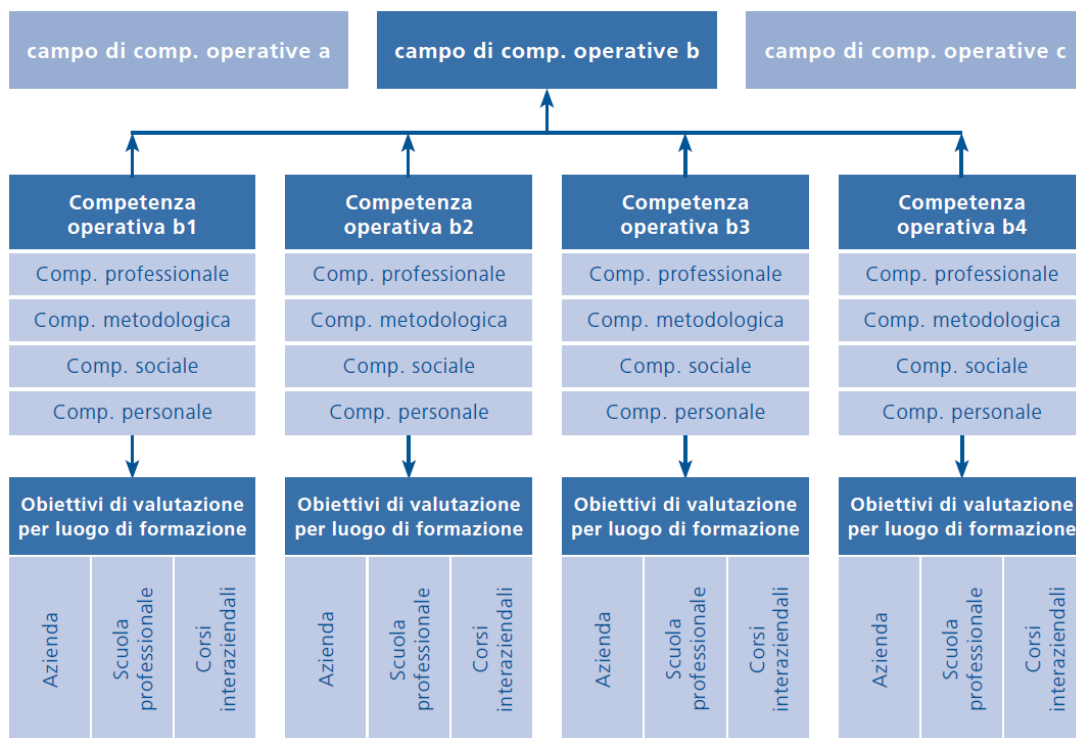 campo di comp. operative a
campo di comp. operative b
campo di comp. operative c
Competenza
operativa b1
Comp. professionale
Comp. metodologica
Comp. sociale
Comp. personale
Obiettivi di valutazione
per luogo di formazione
Azienda
Scuola
professionale
Corsi
interaziendali
Competenza
operativa b2
Comp. professionale
Comp. metodologica
Comp. sociale
Comp. personale
Obiettivi di valutazione
per luogo di formazione
Azienda
Scuola
professionale
Corsi
interaziendali
Competenza
operativa b3
Comp. professionale
Comp. metodologica
Comp. sociale
Comp. personale
Obiettivi di valutazione
per luogo di formazione
Azienda
Scuola
professionale
Corsi
interaziendali
Competenza
operativa b4
Comp. professionale
Comp. metodologica
Comp. sociale
Comp. personale
Obiettivi di valutazione
per luogo di formazione
Azienda
Scuola
professionale
Corsi
interaziendali